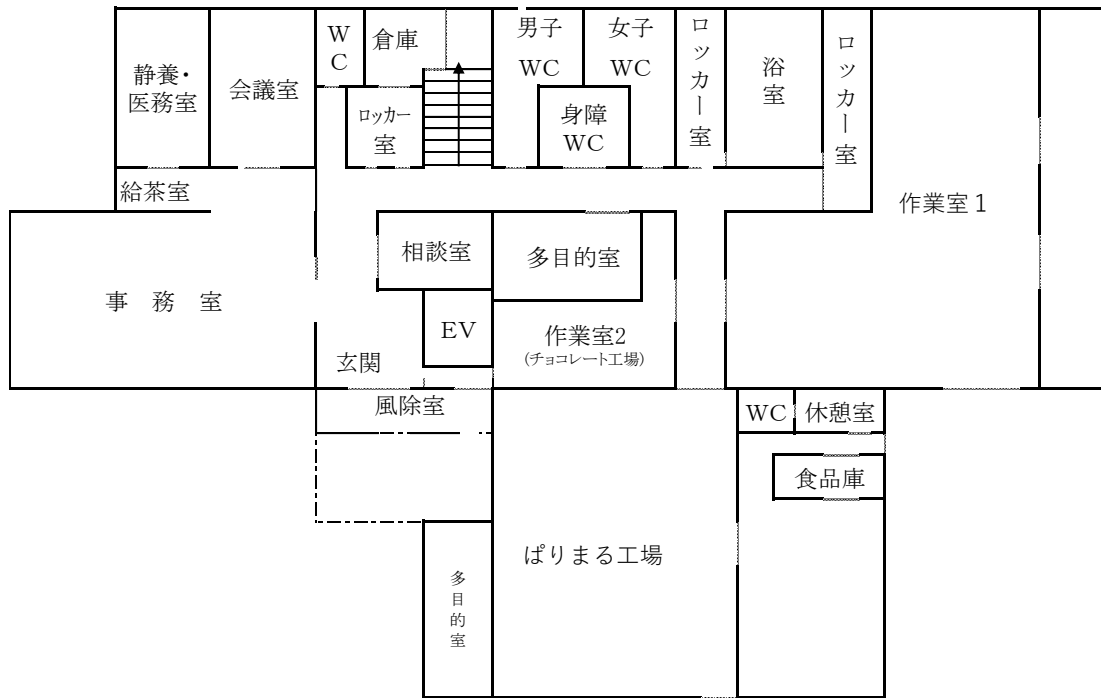 WC
倉庫
男子
WC
女子
WC
ロッカー室
浴室
ロッカー室
静養・
医務室
会議室
ロッカー
室
身障
WC
給茶室
作業室1
相談室
多目的室
事務室
EV
作業室2
(チョコレート工場)
玄関
風除室
WC
休憩室
食品庫
ぱりまる工場
多目的室